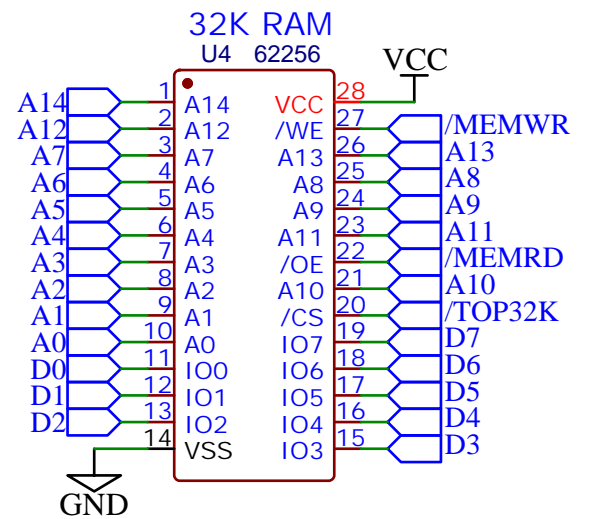 32K RAM
U4 62256
VCC
A14 1 A14 VCC 28
A12 2 A12 /WE 27 /MEMWR
A7 3 A7 A13 26 A13
A6 4 A6 A8 25 A8
A5 5 A5 A9 24 A9
A4 6 A4 A11 23 A11
A3 7 A3 /OE 22 /MEMRD
A2 8 A2 A10 21 A10
A1 9 A1 /CS 20 /TOP32K
A0 10 A0 IO7 19 D7
D0 11 IO0 IO6 18 D6
D1 12 IO1 IO5 17 D5
D2 13 IO2 IO4 16 D4
14 VSS IO3 15 D3
GND